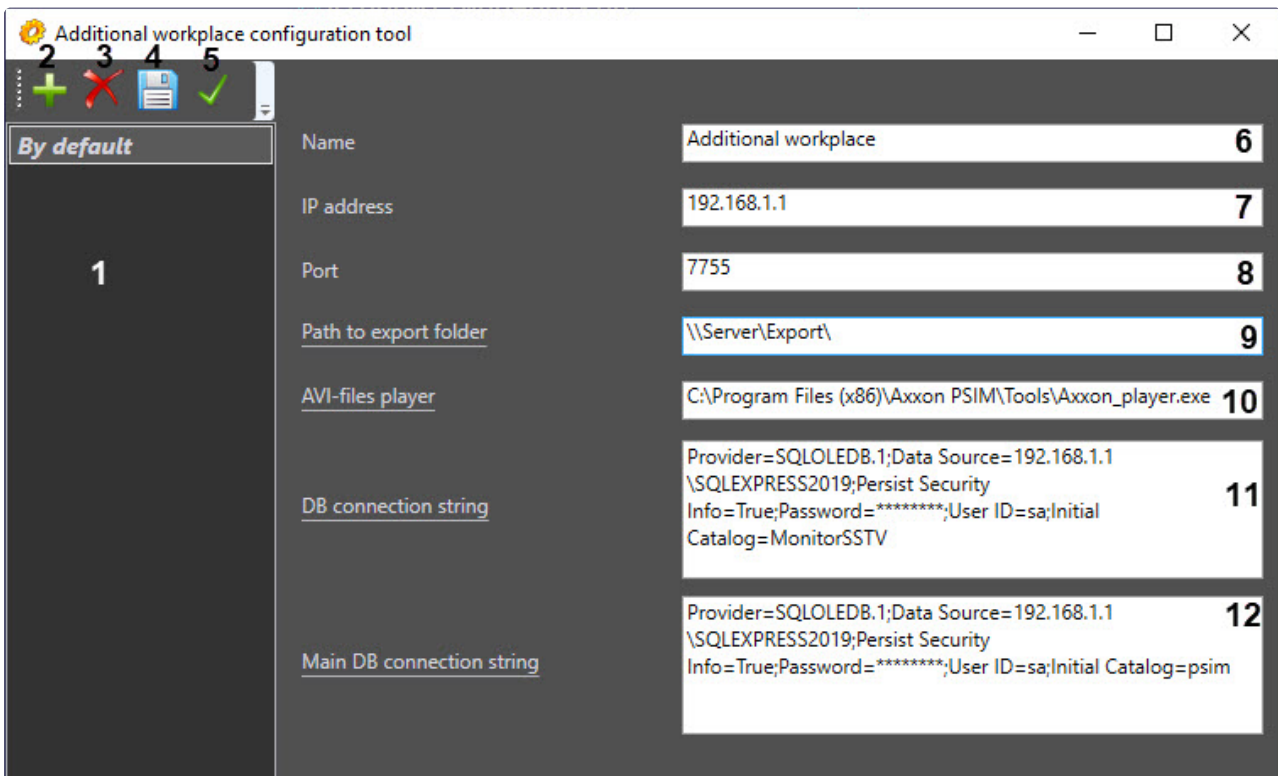 Additional workplace configuration tool
2 3 4 5
By default
1
Name
Additional workplace 6
IP address
192.168.1.1 7
Port
7755 8
Path to export folder
\\Server\Export\ 9
AVI-files player
C:\Program Files (x86)\Axxon PSIM\Tools\Axxon_player.exe 10
DB connection string
Provider=SQLOLEDB.1;Data Source=192.168.1.1
\SQLEXPRESS2019;Persist Security
Info=True;Password=********;User ID=sa;Initial
Catalog=MonitorSSTV
11
Main DB connection string
Provider=SQLOLEDB.1;Data Source=192.168.1.1 12
\SQLEXPRESS2019;Persist Security
Info=True;Password=********;User ID=sa;Initial Catalog=psim